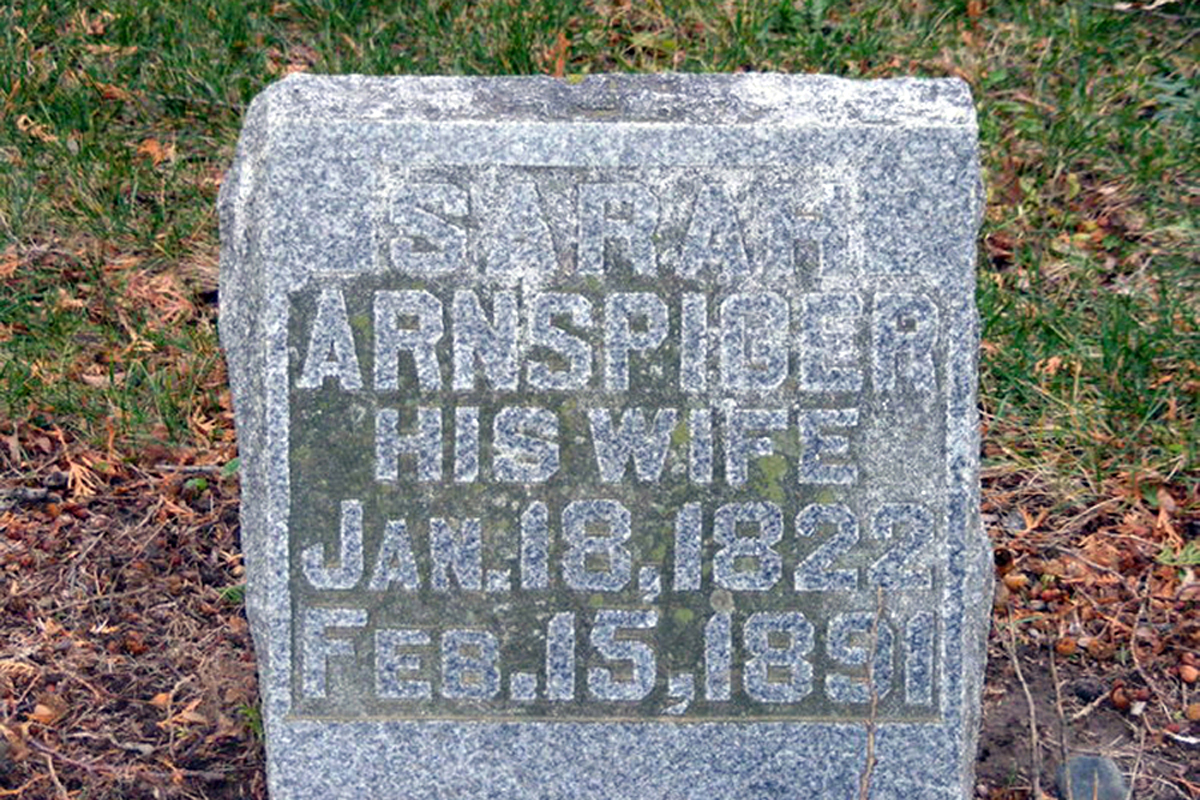 SARAH
ARNSPIGER
HIS WIFE
JAN. 18, 1822
FEB. 15, 1891